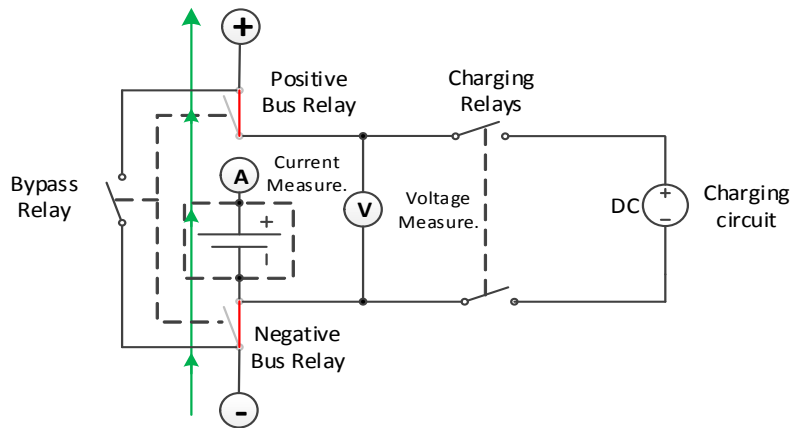 +
Positive
Bus Relay
Charging
Relays
Bypass
Relay
A
Current
Measure.
+
V
Voltage
Measure.
DC
+
−
Charging
circuit
Negative
Bus Relay
-